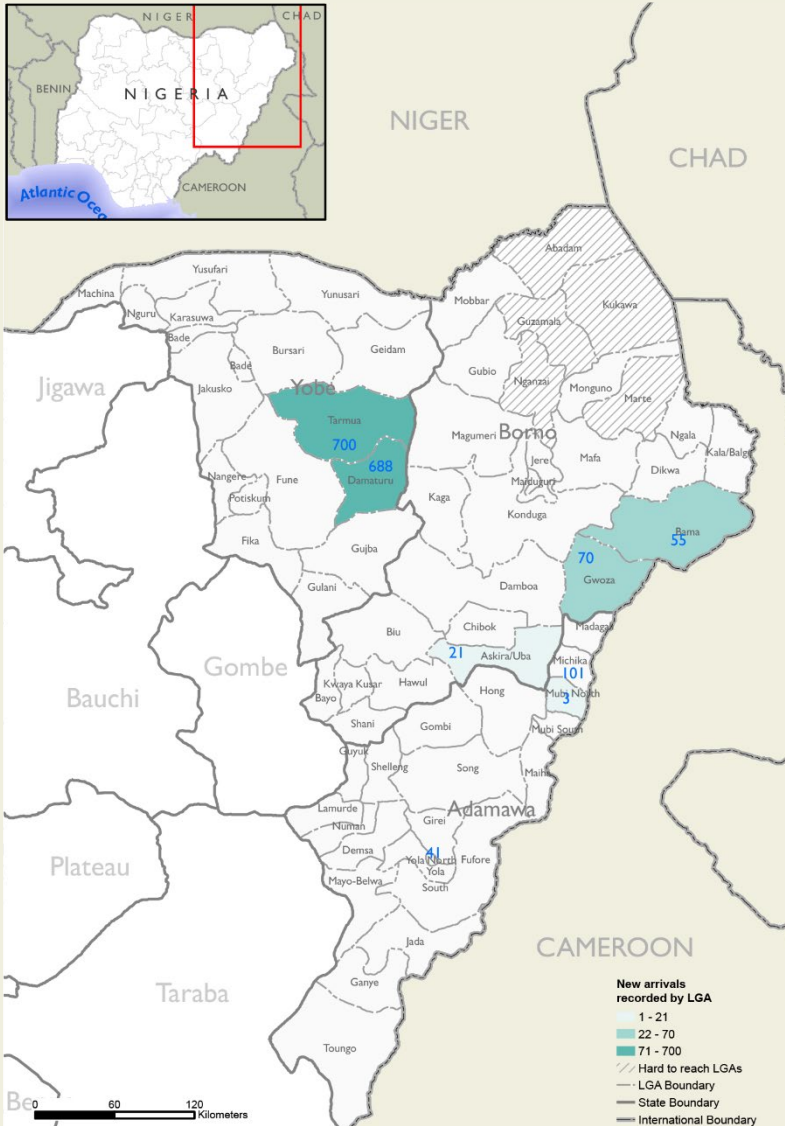 NIGER
CHAD
BENIN
NIGERIA
CAMEROON
Atlantic Ocea
NIGER
CHAD
Abadam
Yusufari
Machina
Yunusari
Mobbar
Kukawa
Nguru
Karasuwa
Guzamala
Bade
Bursari
Geidam
Gubio
Jigawa
Bade
Nganzai
Monguno
Jakusko
Yobe
Marte
Tarmua
Magumeri
Borno
Ngala
700
Jere
Mafa
Kala/Balge
688
Maiduguri
Dikwa
Nangere
Fune
Damaturu
Kaga
Potiskum
Konduga
Bama
55
Fika
Gujba
70
Gwoza
Gulani
Damboa
Chibok
Madagali
Biu
21
Askira/Uba
Michika
Gombe
101
Kwaya Kusar
Hawul
Hong
Mubi North
3
Bauchi
Bayo
Shani
Gombi
Mubi South
Guyuk
Shelleng
Song
Maiha
Lamurde
Adamawa
Numan
Girei
Demsa
41
Plateau
Yola North
Fufore
Mayo-Belwa
Yola
South
Jada
CAMEROON
Ganye
Taraba
Toungo
New arrivals
recorded by LGA
1 - 21
22 - 70
71 - 700
Hard to reach LGAs
LGA Boundary
State Boundary
International Boundary
Be
0 60 120
Kilometers